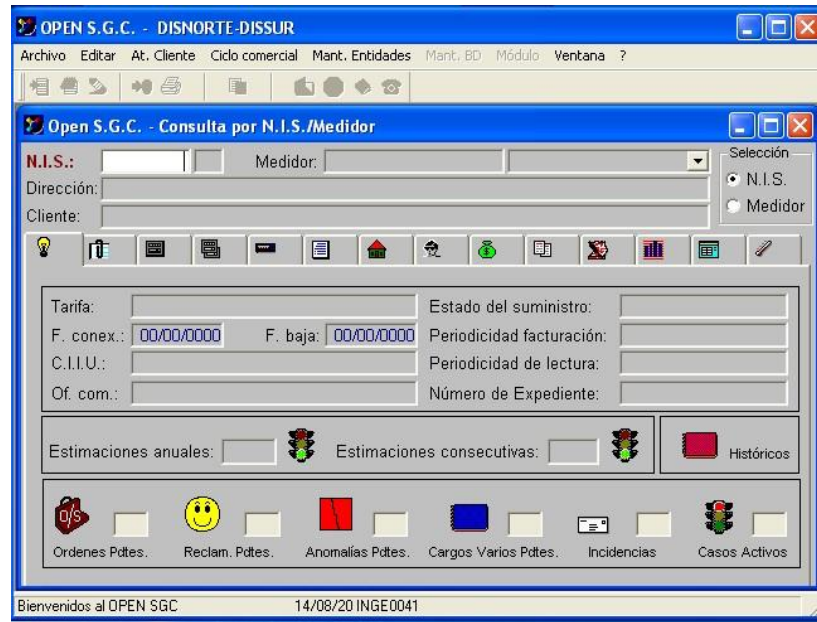 OPEN S.G.C. - DISNORTE-DISSUR
Archivo Editar At. Cliente Ciclo comercial Mant. Entidades Mant. BD Módulo Ventana ?
Open S.G.C. - Consulta por N.I.S./Medidor
N.I.S.: Medidor: Selección
N.I.S.
Dirección:
Medidor
Cliente:
Tarifa: Estado del suministro:
F. conex.: 00/00/0000 F. baja: 00/00/0000 Periodicidad facturación:
C.I.I.U.: Periodicidad de lectura:
Of. com.: Número de Expediente:
Estimaciones anuales: Estimaciones consecutivas: Históricos
O/S
Ordenes Pdtes. Reclam. Pdtes. Anomalías Pdtes. Cargos Varios Pdtes. Incidencias Casos Activos
Bienvenidos al OPEN SGC 14/08/20 INGE0041